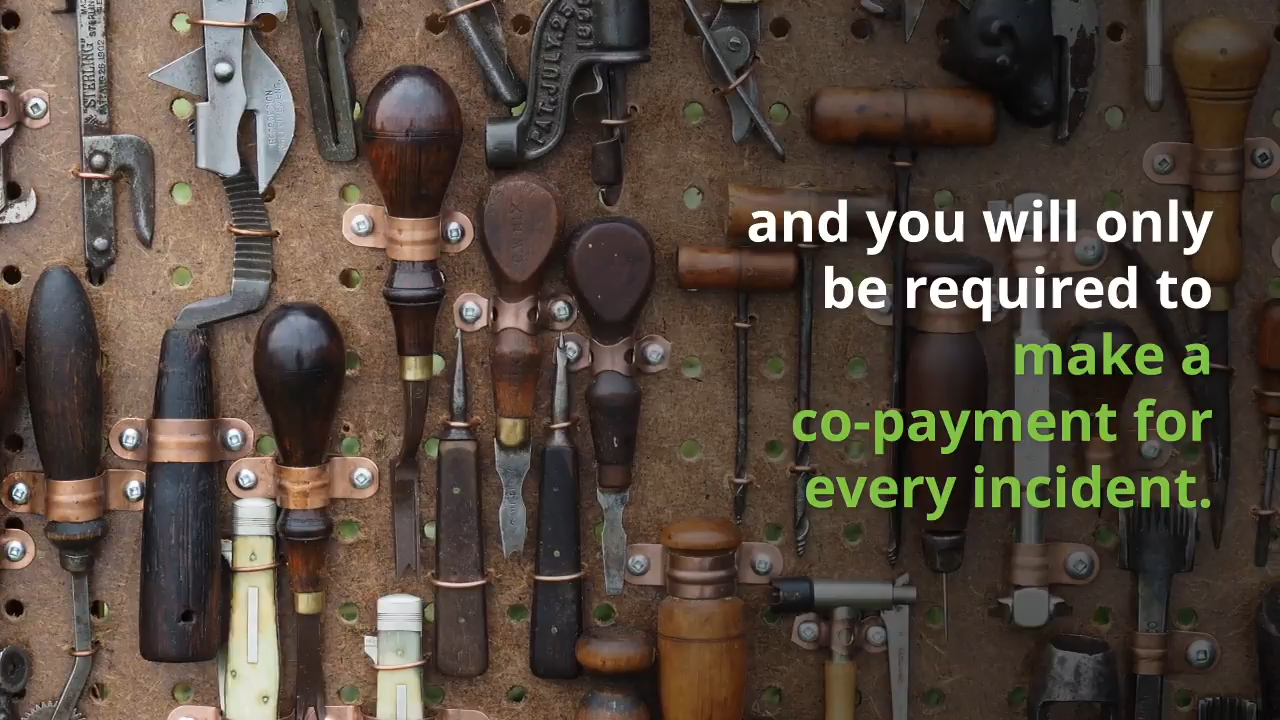 STERLING
PAT. JULY. 25
and you will only
be required to
make a
co-payment for
every incident.